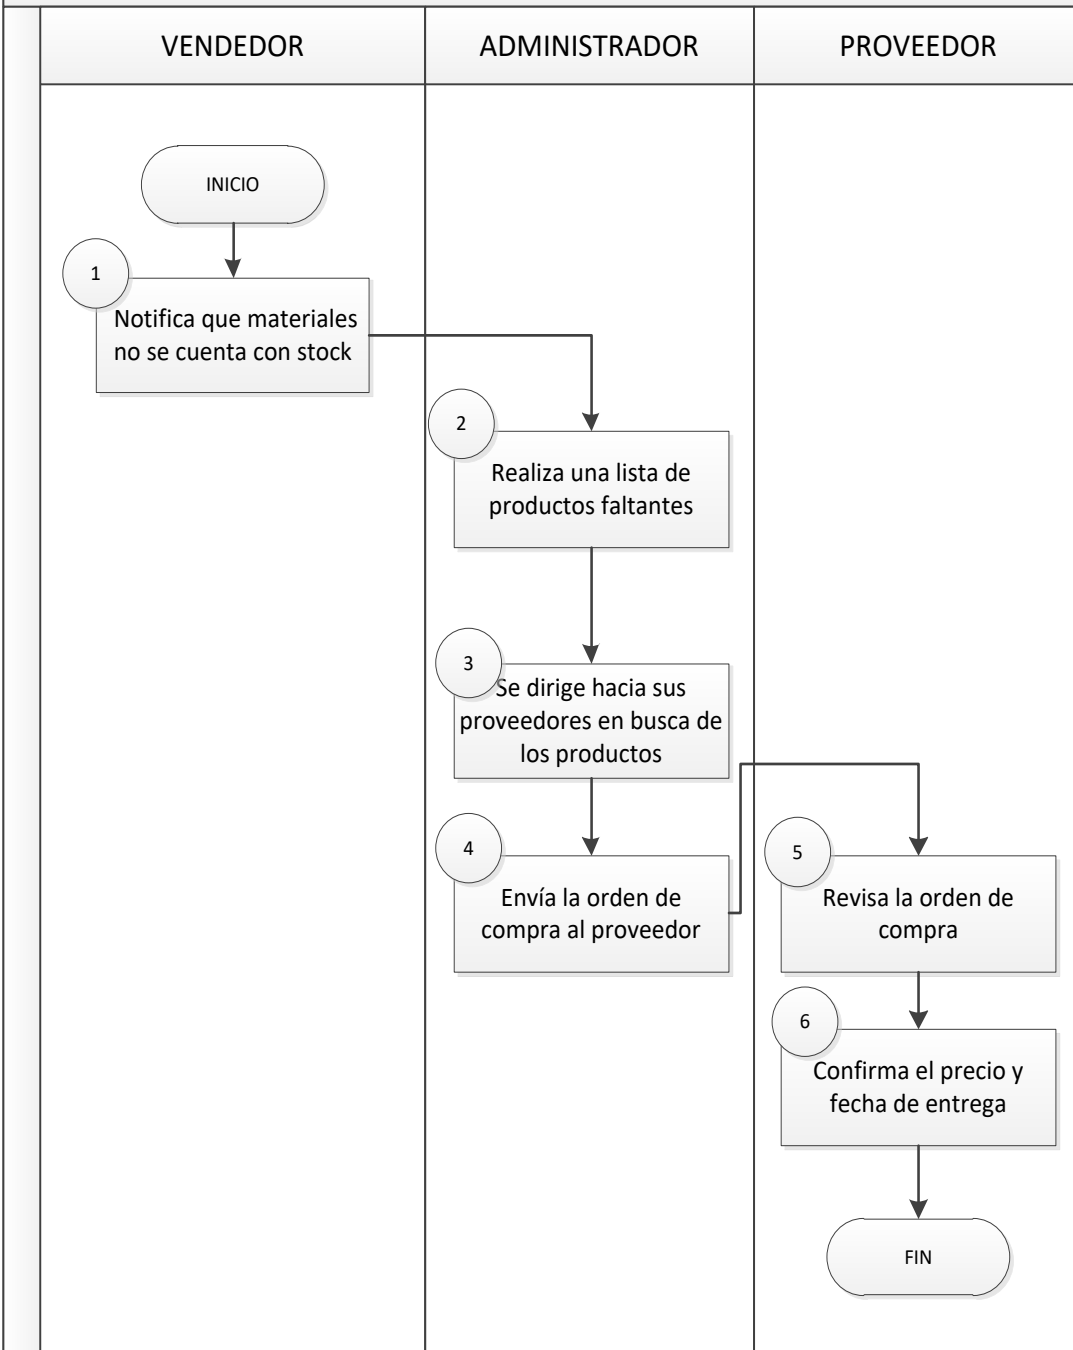 VENDEDOR
ADMINISTRADOR
PROVEEDOR
INICIO
1
Notifica que materiales
no se cuenta con stock
2
Realiza una lista de
productos faltantes
3
Se dirige hacia sus
proveedores en busca de
los productos
4
Envía la orden de
compra al proveedor
5
Revisa la orden de
compra
6
Confirma el precio y
fecha de entrega
FIN